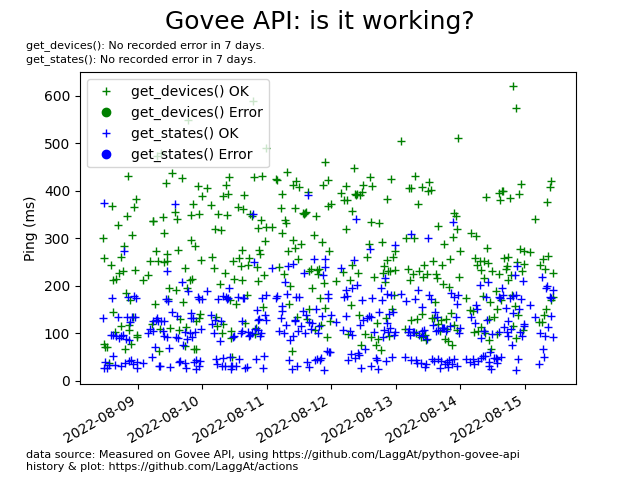 Govee API: is it working?
get_devices(): No recorded error in 7 days.
get_states(): No recorded error in 7 days.
get_devices() OK
get_devices() Error
get_states() OK
get_states() Error
Ping (ms)
600
500
400
300
200
100
0
2022-08-09
2022-08-10
2022-08-11
2022-08-12
2022-08-13
2022-08-14
2022-08-15
data source: Measured on Govee API, using https://github.com/LaggAt/python-govee-api
history & plot: https://github.com/LaggAt/actions